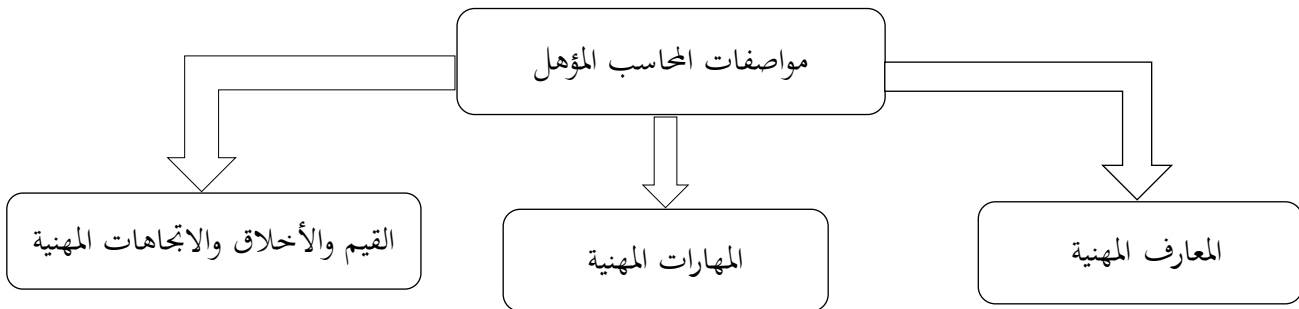 مواصفات المحاسب المؤهل
المعارف المهنية
المهارات المهنية
القيم والأخلاق والاتجاهات المهنية